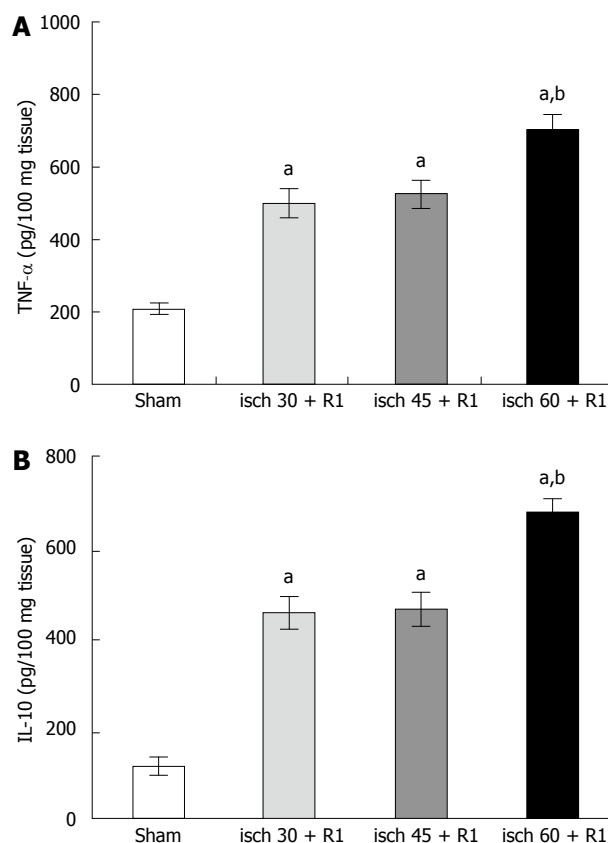 A
1000
800
600
400
200
0
TNF-α (pg/100 mg tissue)
a
a
a,b
Sham
isch 30 + R1
isch 45 + R1
isch 60 + R1
B
800
600
400
200
0
IL-10 (pg/100 mg tissue)
a
a
a,b
Sham
isch 30 + R1
isch 45 + R1
isch 60 + R1